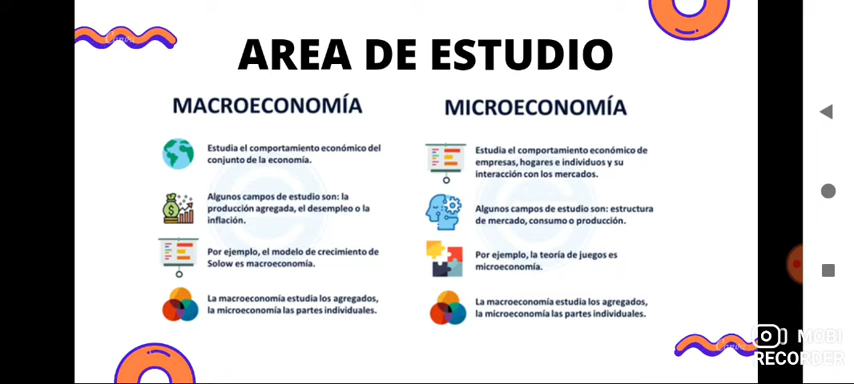 AREA DE ESTUDIO
MACROECONOMÍA
Estudia el comportamiento económico del
conjunto de la economía.
Algunos campos de estudio son: la
producción agregada, el desempleo o la
inflación.
Por ejemplo, el modelo de crecimiento de
Solow es macroeconomía.
La macroeconomía estudia los agregados,
la microeconomía las partes individuales.
MICROECONOMÍA
Estudia el comportamiento económico de
empresas, hogares e individuos y su
interacción con los mercados.
Algunos campos de estudio son: estructura
de mercado, consumo o producción.
Por ejemplo, la teoría de juegos es
microeconomía.
La macroeconomía estudia los agregados,
la microeconomía las partes individuales.
MOBI
RECORDER